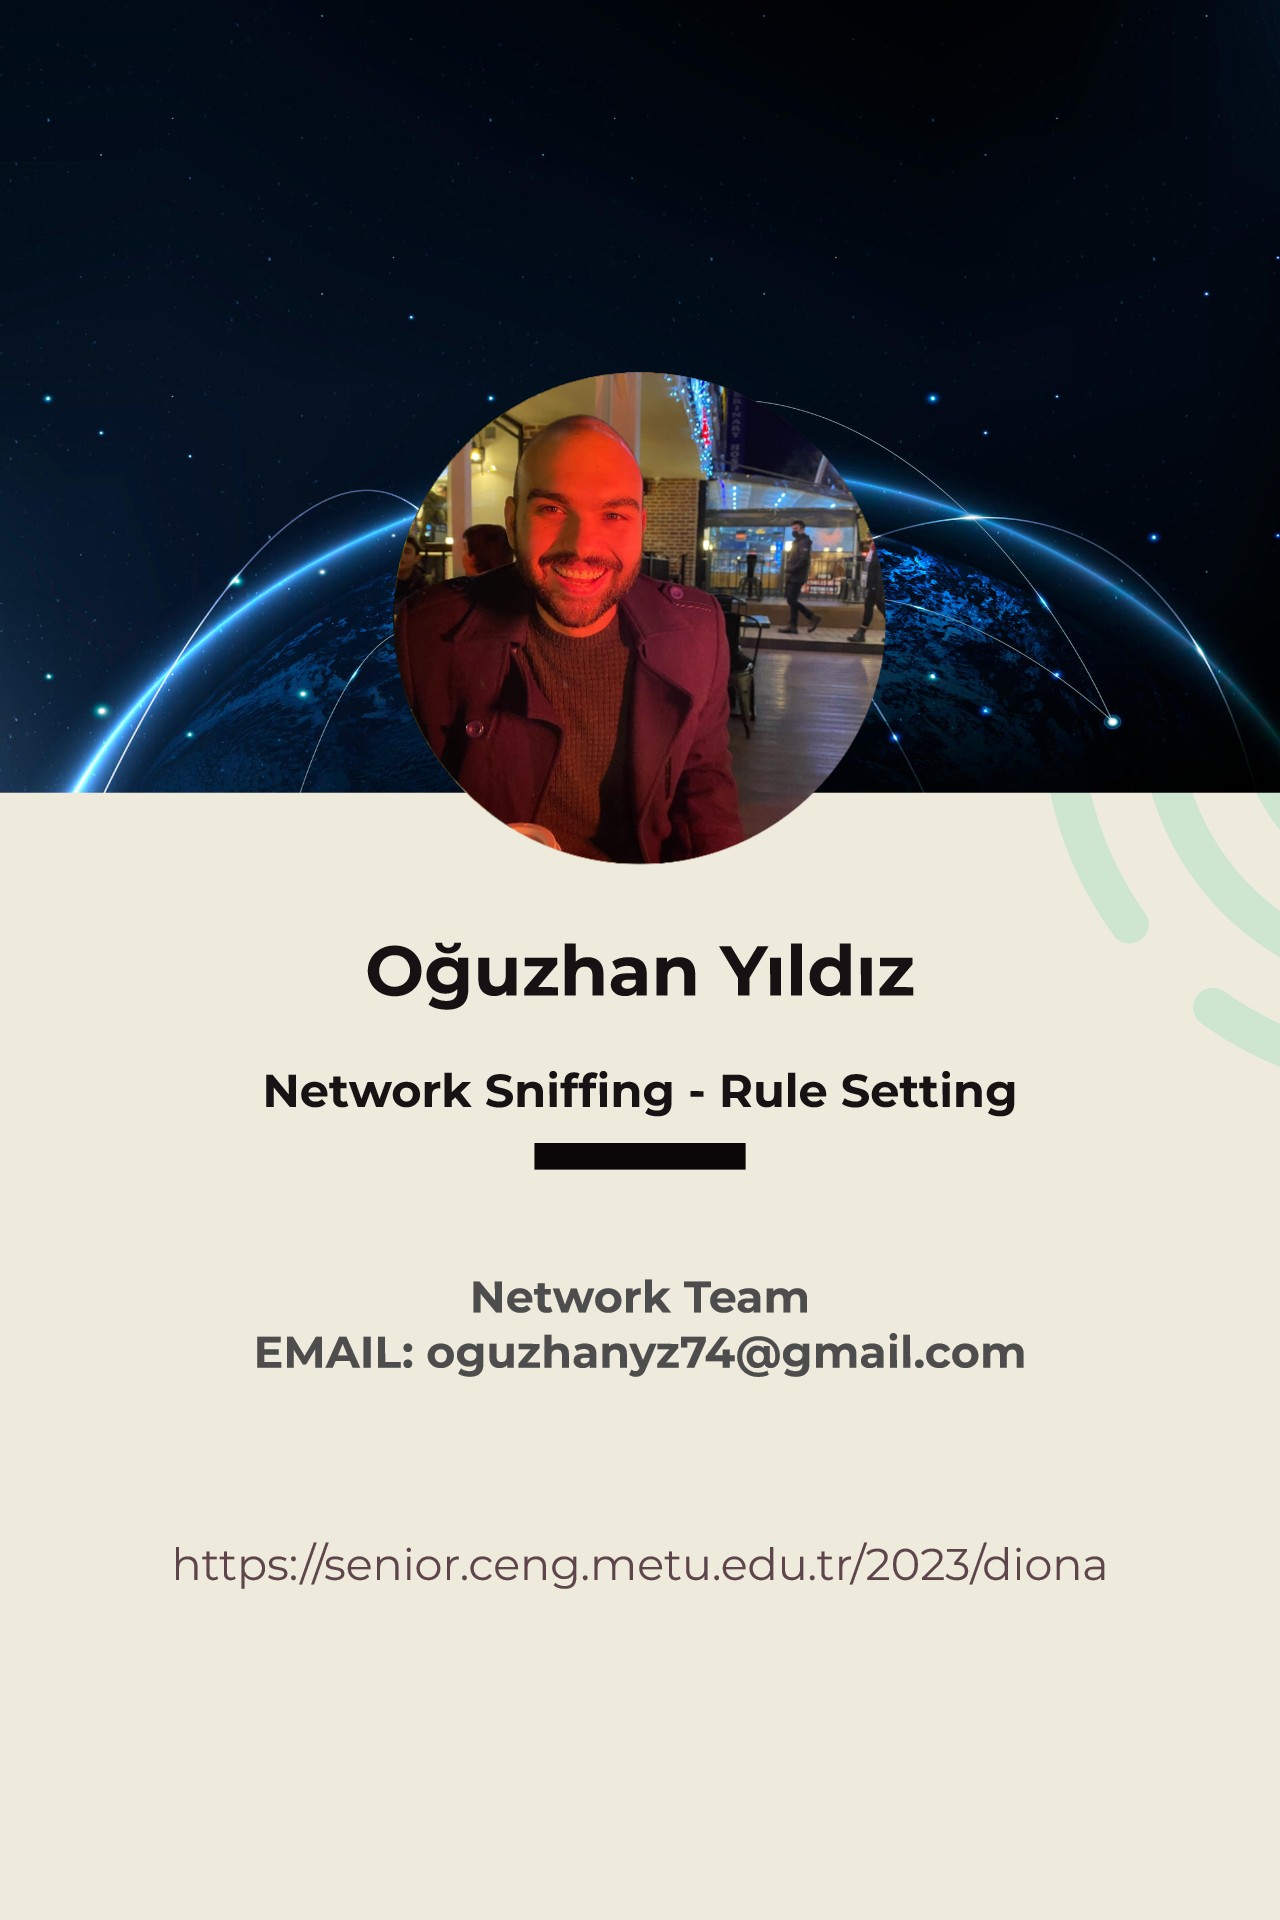 Oğuzhan Yıldız
Network Sniffing - Rule Setting
Network Team
EMAIL: oguzhanyz74@gmail.com
https://senior.ceng.metu.edu.tr/2023/diona